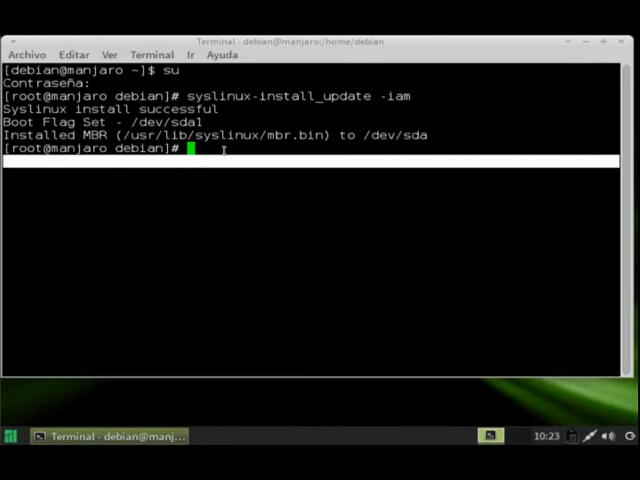 Terminal - debian@manjaro:/home/debian
Archivo Editar Ver Terminal Ir Ayuda
[debian@manjaro ~]$ su
Contraseña:
[root@manjaro debian]# syslinux-install_update -iam
Syslinux install successful
Boot Flag Set - /dev/sda1
Installed MBR (/usr/lib/syslinux/mbr.bin) to /dev/sda
[root@manjaro debian]#
Terminal - debian@manj... 10:23